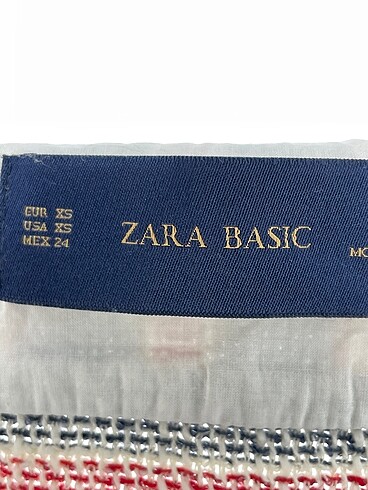 EUR XS
USA XS
MEX 24
ZARA BASIC